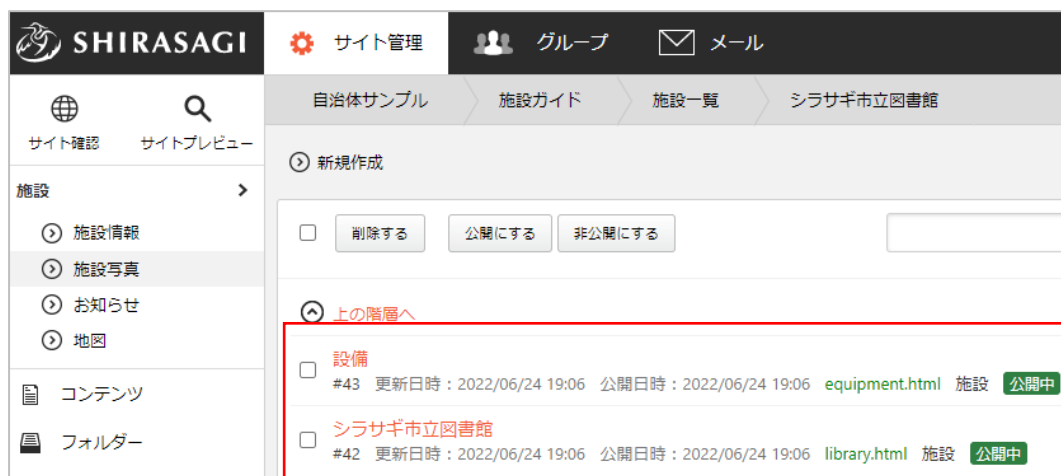 SHIRASAGI
サイト管理
グループ
メール
サイト確認
サイトプレビュー
自治体サンプル
施設ガイド
施設一覧
シラサギ市立図書館
施設
施設情報
施設写真
お知らせ
地図
コンテンツ
フォルダー
新規作成
削除する
公開にする
非公開にする
上の階層へ
設備
#43 更新日時：2022/06/24 19:06 公開日時：2022/06/24 19:06 equipment.html 施設 公開中
シラサギ市立図書館
#42 更新日時：2022/06/24 19:06 公開日時：2022/06/24 19:06 library.html 施設 公開中